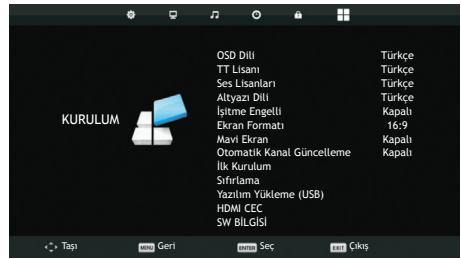 OSD Dili Türkçe
TT Lisanı Türkçe
Ses Lisanları Türkçe
Altyazı Dili Türkçe
İşitme Engelli Kapalı
KURULUM
Ekran Formatı 16:9
Mavi Ekran Kapalı
Otomatik Kanal Güncelleme Kapalı
İlk Kurulum
Sıfırlama
Yazılım Yükleme (USB)
HDMI CEC
SW BİLGİSİ
Taşı MENU Geri ENTER Seç EXIT Çıkış